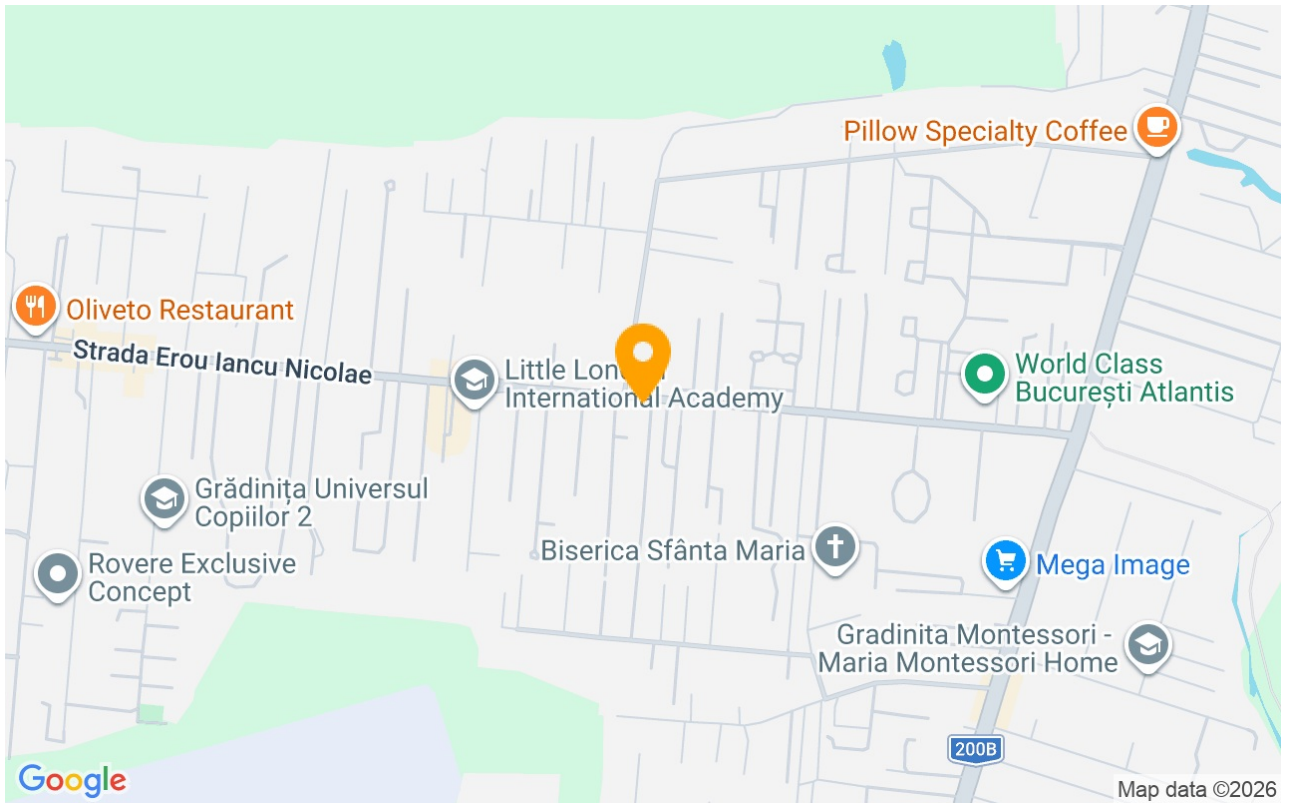 Pillow Specialty Coffee
Oliveto Restaurant
Strada Erou Iancu Nicolae
Little Lon
International Academy
World Class
București Atlantis
Grădinița Universul
Copiilor 2
Biserica Sfânta Maria
Rovere Exclusive
Concept
Mega Image
Gradinita Montessori -
Maria Montessori Home
200B
Google
Map data ©2026